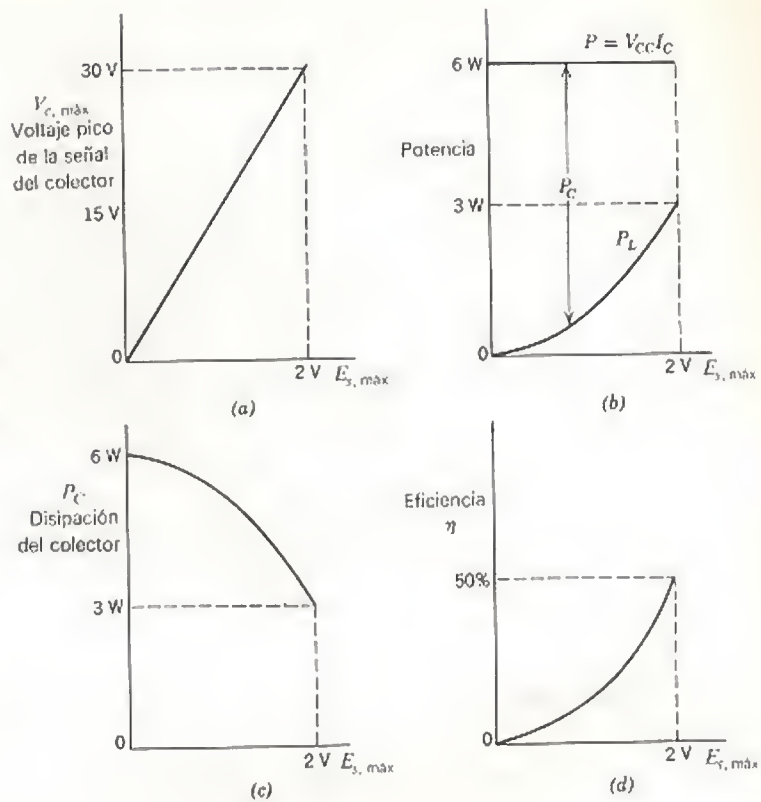 30 V
V_c, máx
Voltaje pico
de la señal
del colector
15 V
0
2 V E_s, máx
(a)
P = V_CC I_C
6 W
Potencia
P_C
3 W
P_L
0
2 V E_s, máx
(b)
6 W
P_C
Disipación
del colector
3 W
0
2 V E_s, máx
(c)
Eficiencia
η
50%
0
2 V E_s, máx
(d)